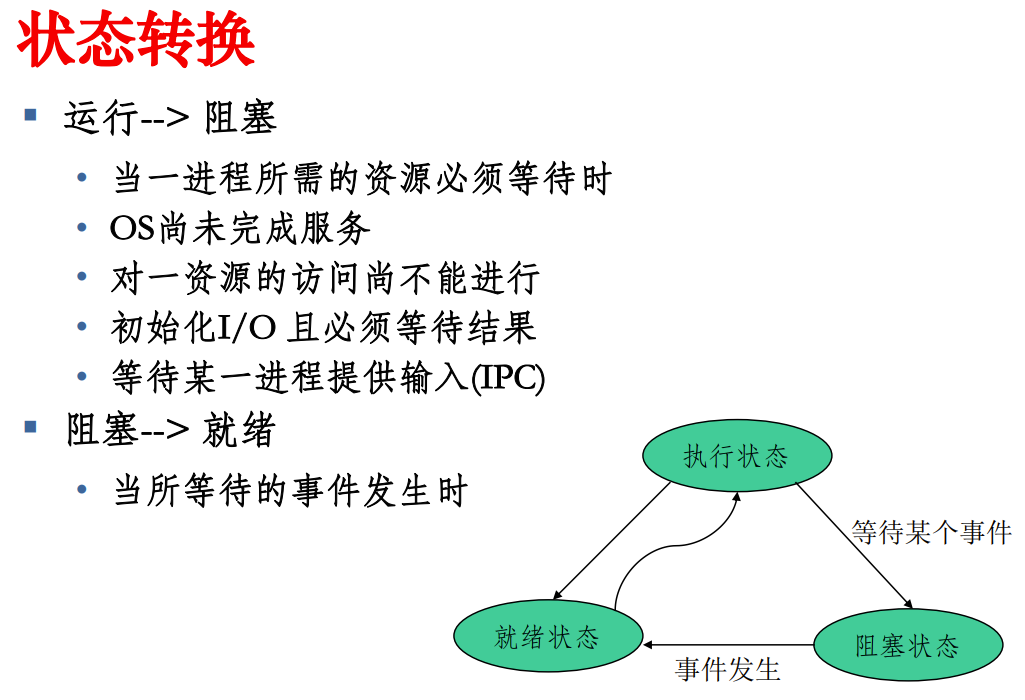 状态转换
运行--> 阻塞
当一进程所需的资源必须等待时
OS尚未完成服务
对一资源的访问尚不能进行
初始化I/O 且必须等待结果
等待某一进程提供输入(IPC)
阻塞--> 就绪
当所等待的事件发生时
执行状态
等待某个事件
就绪状态
阻塞状态
事件发生